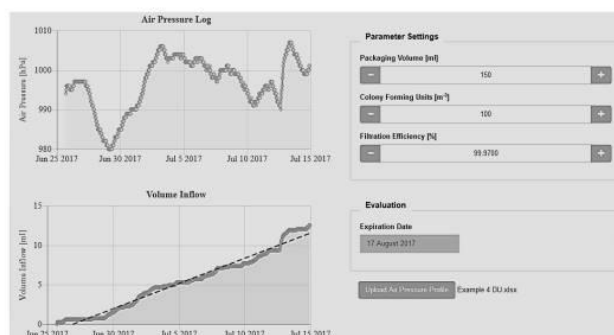 Air Pressure Log
1010
1000
990
980
Air Pressure [hPa]
Jun 25 2017
Jun 30 2017
Jul 5 2017
Jul 10 2017
Jul 15 2017
Volume Inflow
15
10
5
0
Volume Inflow [ml]
Jun 25 2017
Jun 30 2017
Jul 5 2017
Jul 10 2017
Jul 15 2017
Parameter Settings
Packaging Volume [ml]
− 150 +
Colony Forming Units [m⁻³]
− 100 +
Filtration Efficiency [%]
− 99.9700 +
Evaluation
Expiration Date
17 August 2017
Upload Air Pressure Profile Example 4 DU.xlsx